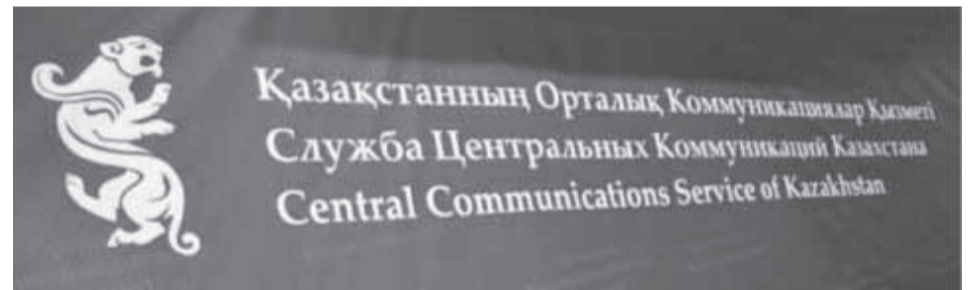 Қазақстанның Орталық Коммуникациялар Қызметі
Служба Центральных Коммуникаций Казахстана
Central Communications Service of Kazakhstan